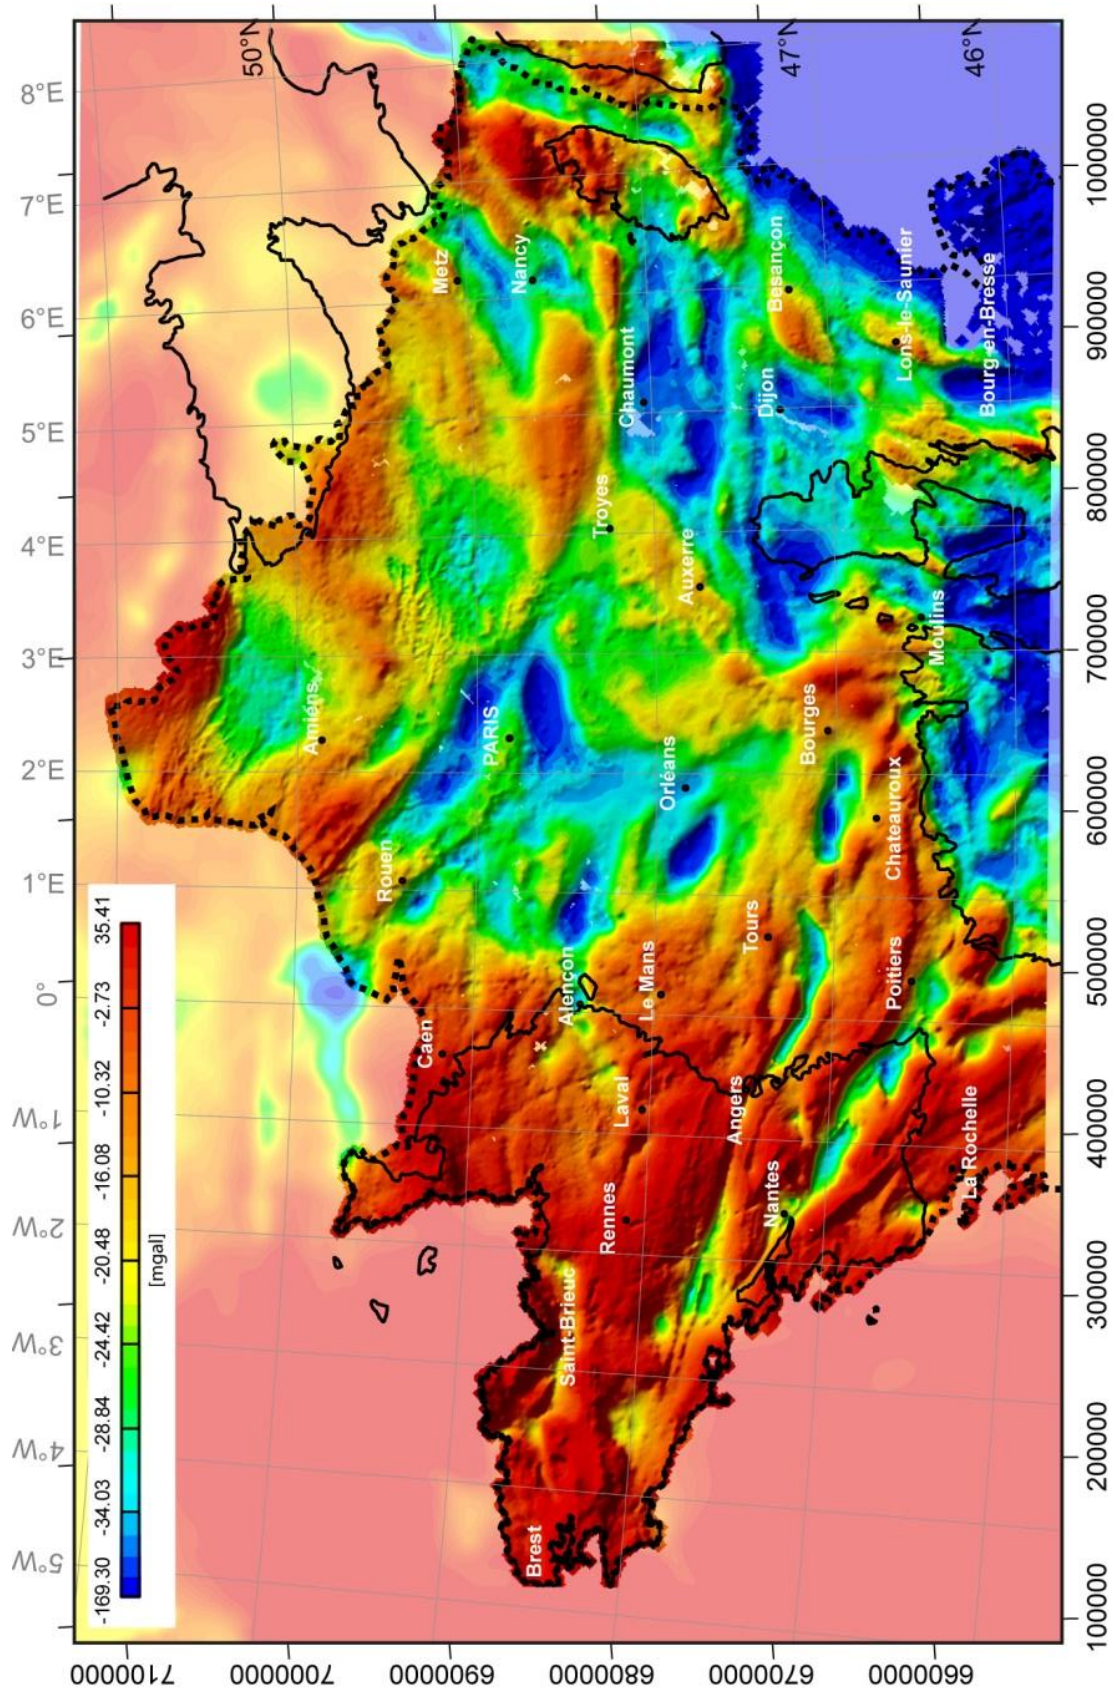 8°E
7°E
6°E
5°E
4°E
3°E
2°E
1°E
0°
1°W
2°W
3°W
4°W
5°W
50°N
47°N
46°N
35.41
-2.73
-10.32
-16.08
-20.48
-24.42
-28.84
-34.03
-169.30
[mgal]
Metz
Nancy
Chaumont
Besançon
Dijon
Lons-le-Saunier
Bourg-en-Bresse
Troyes
Auxerre
Moulins
Amiéns
PARIS
Orléans
Bourges
Chateauroux
Rouen
Tours
Poitiers
Alençon
Le Mans
Caen
Laval
Angers
Nantes
La Rochelle
Rennes
Saint-Brieuc
Brest
100000
200000
300000
400000
500000
600000
700000
800000
900000
1000000
7100000
7000000
6900000
6800000
6700000
6600000